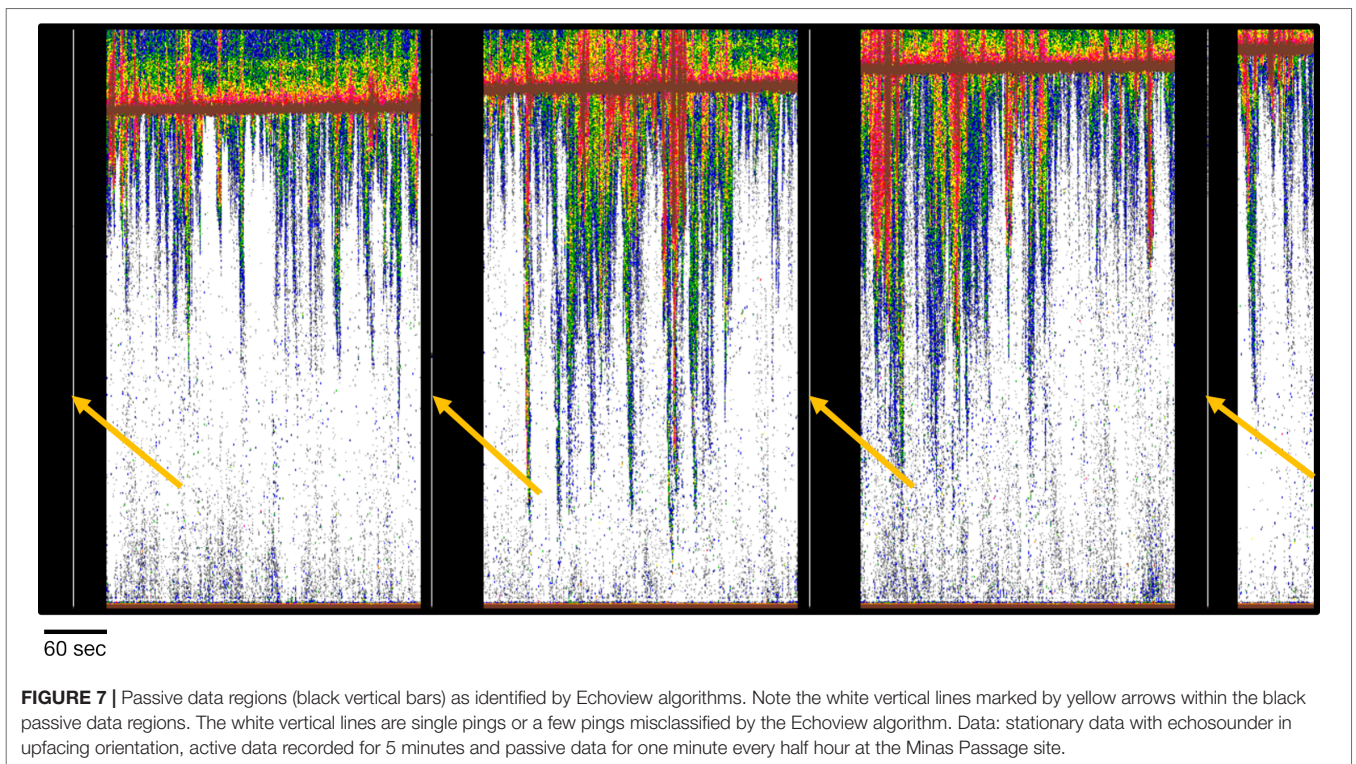 60 sec
FIGURE 7 | Passive data regions (black vertical bars) as identified by Echoview algorithms. Note the white vertical lines marked by yellow arrows within the black
passive data regions. The white vertical lines are single pings or a few pings misclassified by the Echoview algorithm. Data: stationary data with echosounder in
upfacing orientation, active data recorded for 5 minutes and passive data for one minute every half hour at the Minas Passage site.